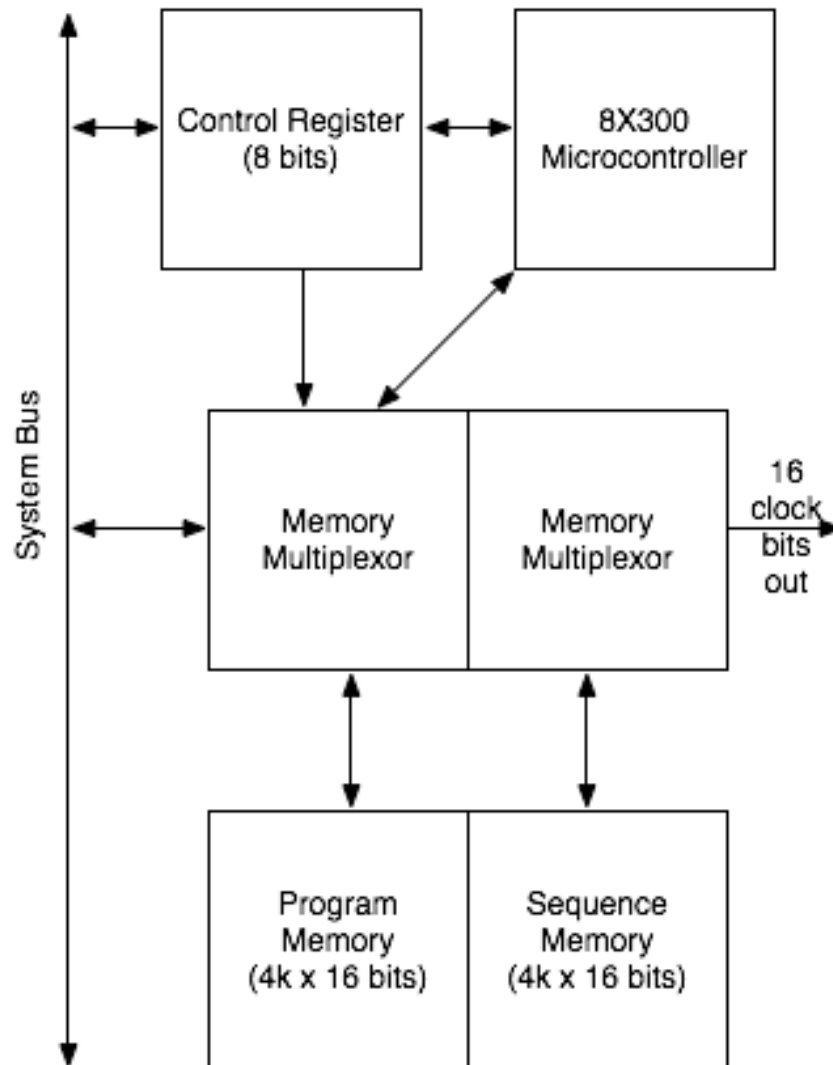 Control Register
(8 bits)
8X300
Microcontroller
System Bus
Memory
Multiplexor
Memory
Multiplexor
16
clock
bits
out
Program
Memory
(4k x 16 bits)
Sequence
Memory
(4k x 16 bits)